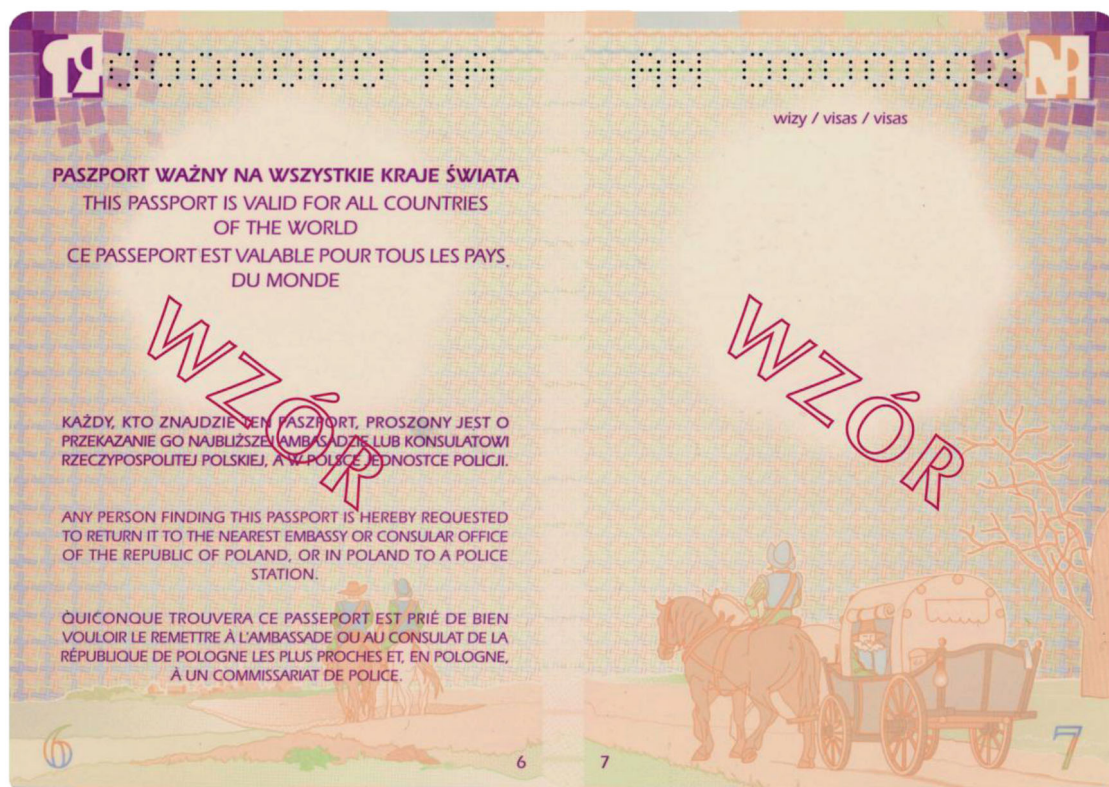 AN 0000000
PASZPORT WAŻNY NA WSZYSTKIE KRAJE ŚWIATA
THIS PASSPORT IS VALID FOR ALL COUNTRIES
OF THE WORLD
CE PASSEPORT EST VALABLE POUR TOUS LES PAYS
DU MONDE
WZÓR
KAŻDY, KTO ZNAJDZIE TEN PASZPORT, PROSZONY JEST O
PRZEKAZANIE GO NAJBLIŻSZEJ AMBASADZIE LUB KONSULATOWI
RZECZYPOSPOLITEJ POLSKIEJ, A W POLSCE JEDNOSTCE POLICJI.
ANY PERSON FINDING THIS PASSPORT IS HEREBY REQUESTED
TO RETURN IT TO THE NEAREST EMBASSY OR CONSULAR OFFICE
OF THE REPUBLIC OF POLAND, OR IN POLAND TO A POLICE
STATION.
QUICONQUE TROUVERA CE PASSEPORT EST PRIÉ DE BIEN
VOULOIR LE REMETTRE À L'AMBASSADE OU AU CONSULAT DE LA
RÉPUBLIQUE DE POLOGNE LES PLUS PROCHES ET, EN POLOGNE,
À UN COMMISSARIAT DE POLICE.
6
6
AN 0000000
RP
wizy / visas / visas
WZÓR
7
7